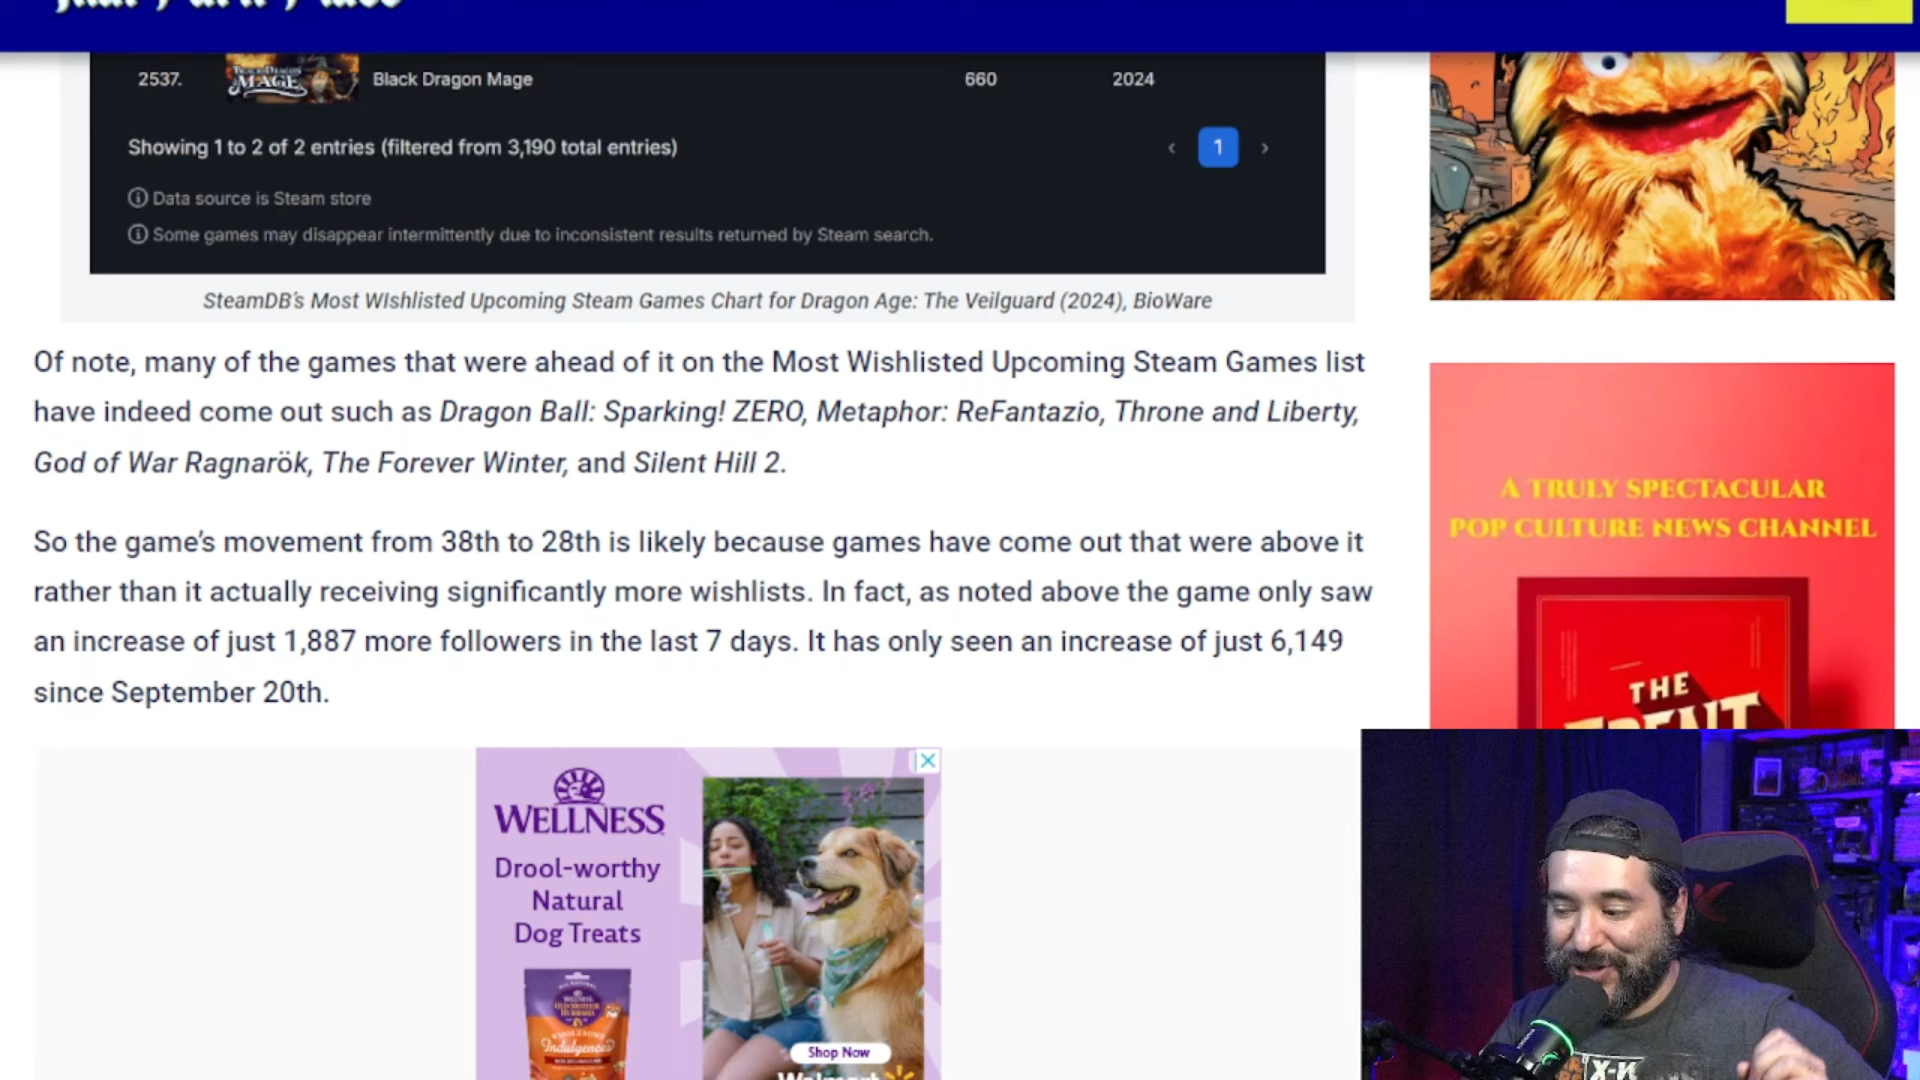 2537.
BLACK DRAGON
MAGE
Black Dragon Mage
660
2024
Showing 1 to 2 of 2 entries (filtered from 3,190 total entries)
1
Data source is Steam store
Some games may disappear intermittently due to inconsistent results returned by Steam search.
SteamDB's Most WIshlisted Upcoming Steam Games Chart for Dragon Age: The Veilguard (2024), BioWare
Of note, many of the games that were ahead of it on the Most Wishlisted Upcoming Steam Games list
have indeed come out such as Dragon Ball: Sparking! ZERO, Metaphor: ReFantazio, Throne and Liberty,
God of War Ragnarök, The Forever Winter, and Silent Hill 2.
So the game's movement from 38th to 28th is likely because games have come out that were above it
rather than it actually receiving significantly more wishlists. In fact, as noted above the game only saw
an increase of just 1,887 more followers in the last 7 days. It has only seen an increase of just 6,149
since September 20th.
A TRULY SPECTACULAR
POP CULTURE NEWS CHANNEL
THE
WELLNESS
Drool-worthy
Natural
Dog Treats
WELLNESS
Indulgences
Shop Now
Walmart
X-K